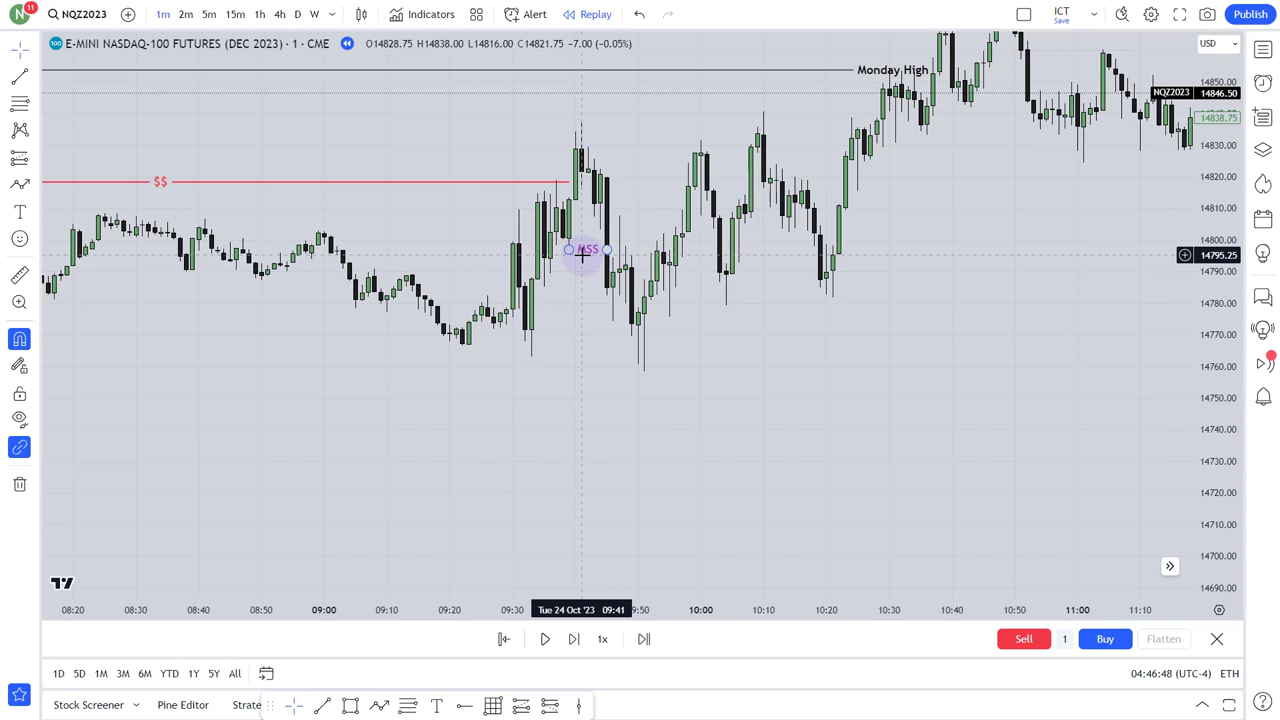 N 11 NQZ2023 1m 2m 5m 15m 1h 4h D W Indicators Alert Replay ICT Save Publish
100 E-MINI NASDAQ-100 FUTURES (DEC 2023) · 1 · CME O14828.75 H14838.00 L14816.00 C14821.75 −7.00 (−0.05%) USD
Monday High
14850.00
NQZ2023 14846.50
14838.75
14830.00
14820.00
$$
14810.00
14800.00
MSS
14795.25
14790.00
14780.00
14770.00
14760.00
14750.00
14740.00
14730.00
14720.00
14710.00
14700.00
14690.00
08:20 08:30 08:40 08:50 09:00 09:10 09:20 09:30 Tue 24 Oct '23 09:41 9:50 10:00 10:10 10:20 10:30 10:40 10:50 11:00 11:10
1x Sell 1 Buy Flatten
1D 5D 1M 3M 6M YTD 1Y 5Y All 04:46:48 (UTC-4) ETH
Stock Screener Pine Editor Strate